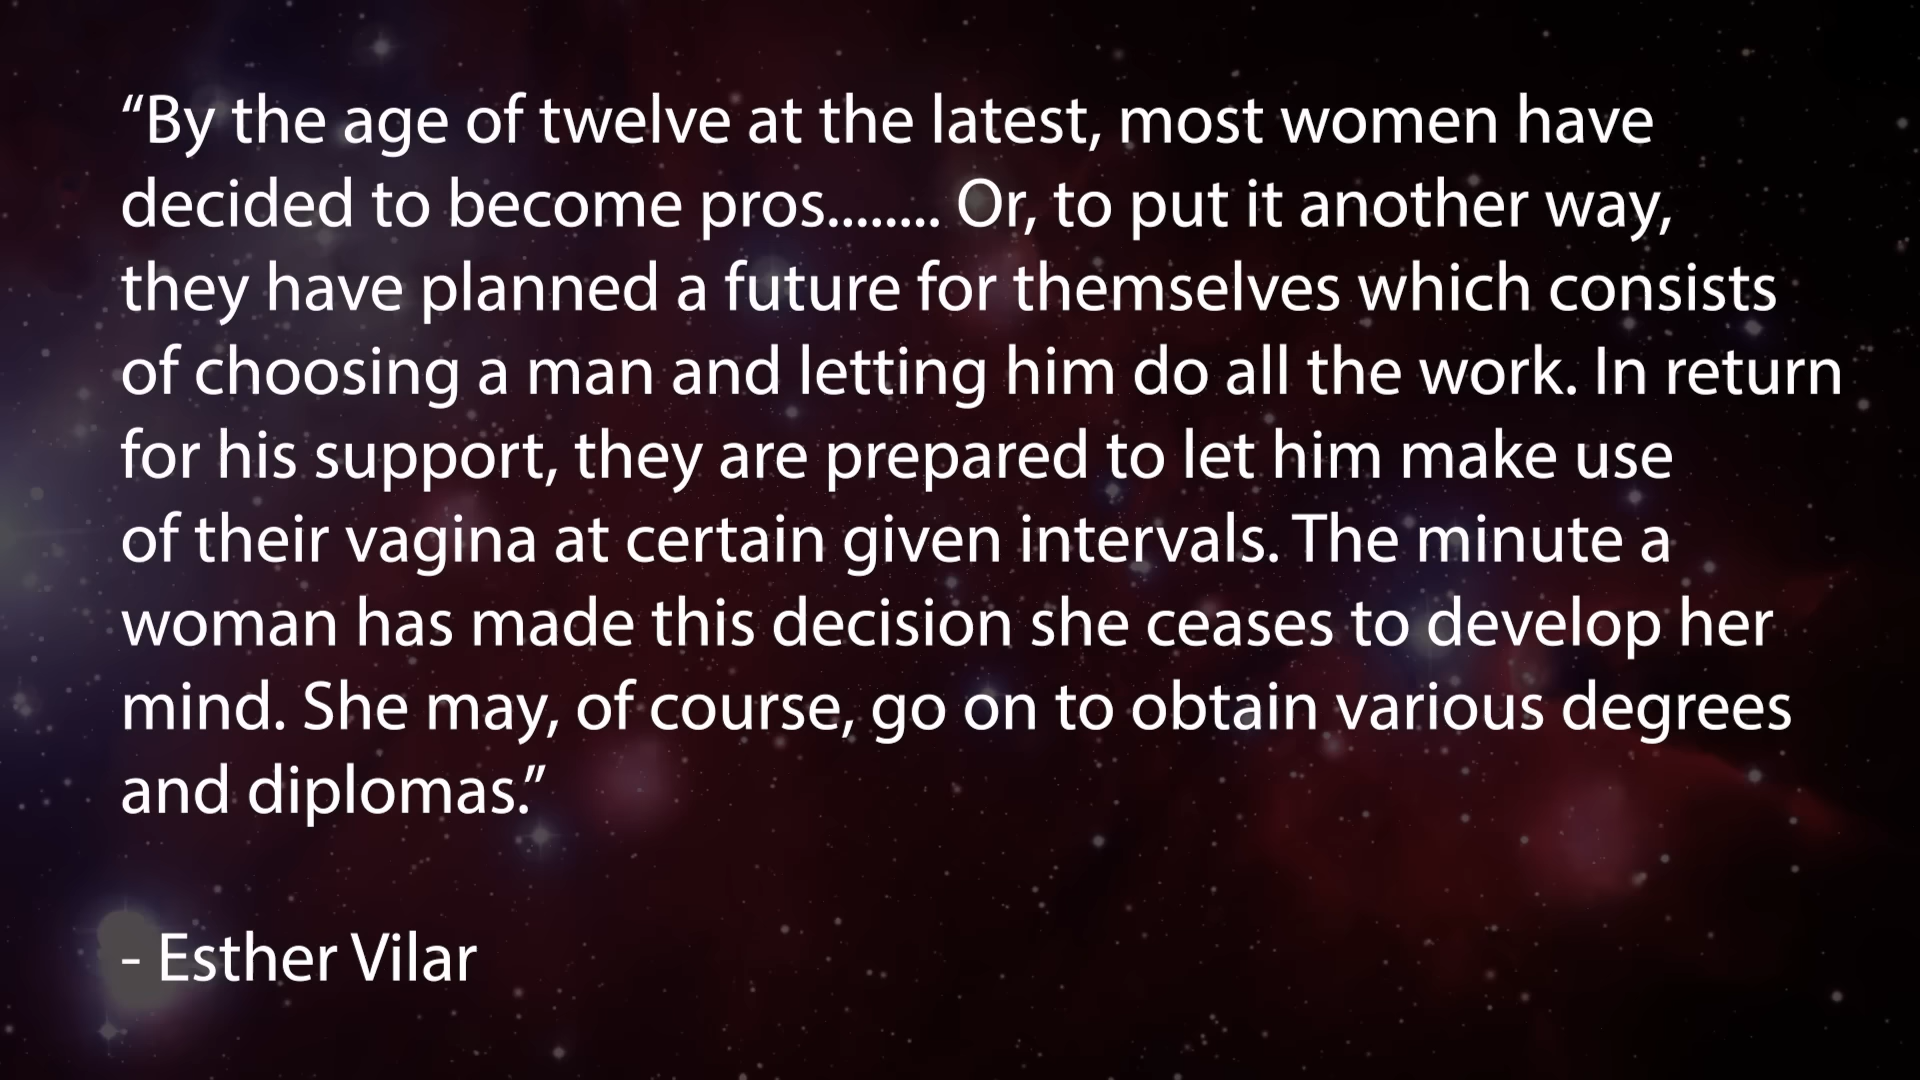 “By the age of twelve at the latest, most women have
decided to become pros........ Or, to put it another way,
they have planned a future for themselves which consists
of choosing a man and letting him do all the work. In return
for his support, they are prepared to let him make use
of their vagina at certain given intervals. The minute a
woman has made this decision she ceases to develop her
mind. She may, of course, go on to obtain various degrees
and diplomas.”
- Esther Vilar